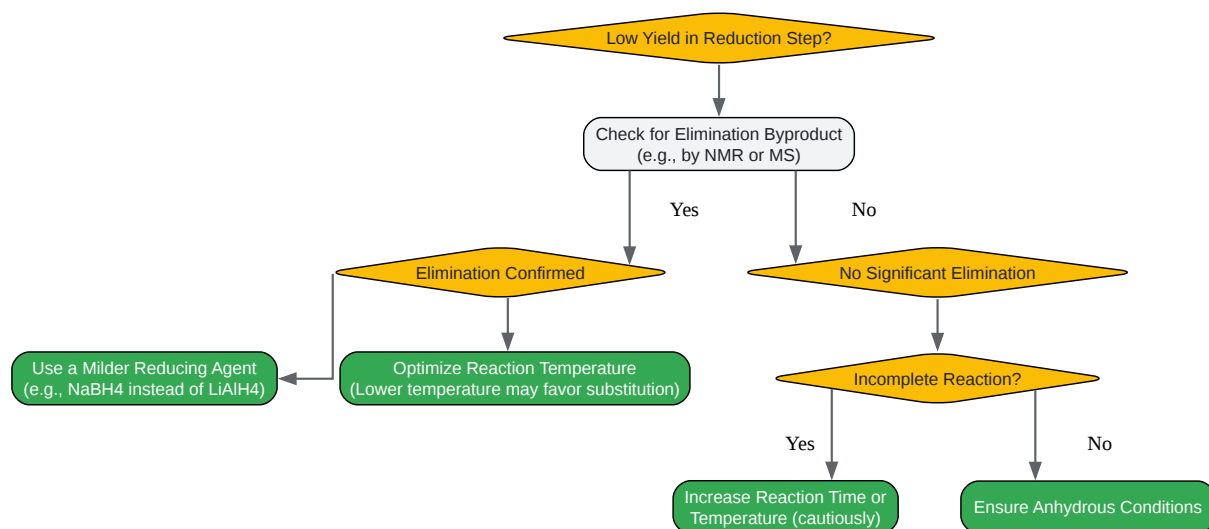 Low Yield in Reduction Step?
Check for Elimination Byproduct
(e.g., by NMR or MS)
Yes
No
Elimination Confirmed
No Significant Elimination
Use a Milder Reducing Agent
(e.g., NaBH4 instead of LiAlH4)
Optimize Reaction Temperature
(Lower temperature may favor substitution)
Incomplete Reaction?
Yes
No
Increase Reaction Time or
Temperature (cautiously)
Ensure Anhydrous Conditions